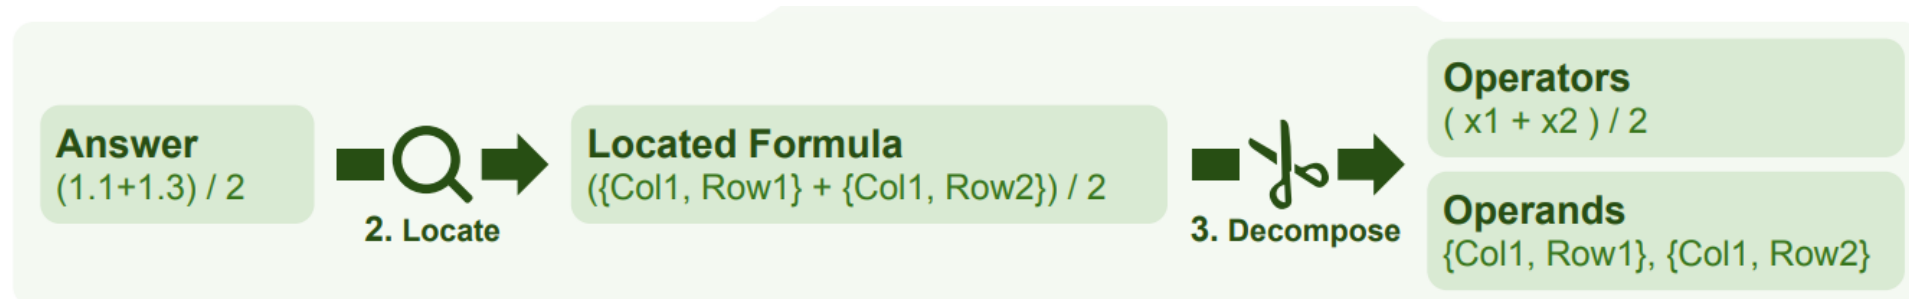 Answer
(1.1+1.3) / 2
2. Locate
Located Formula
({Col1, Row1} + {Col1, Row2}) / 2
3. Decompose
Operators
( x1 + x2 ) / 2
Operands
{Col1, Row1}, {Col1, Row2}